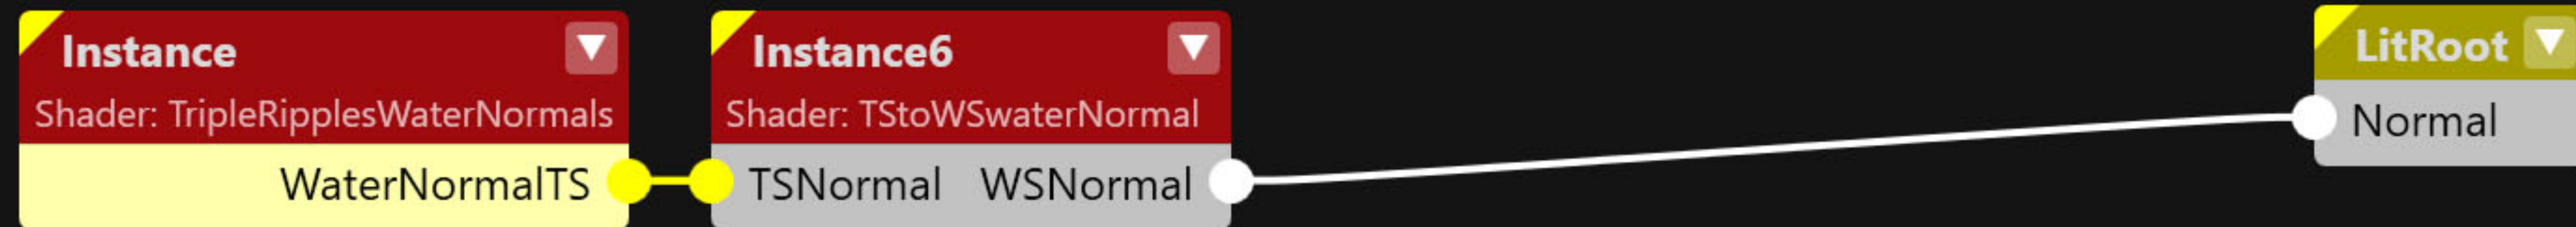 Instance
Shader: TripleRipplesWaterNormals
WaterNormalTS
Instance6
Shader: TStoWSwaterNormal
TSNormal WSNormal
LitRoot
Normal